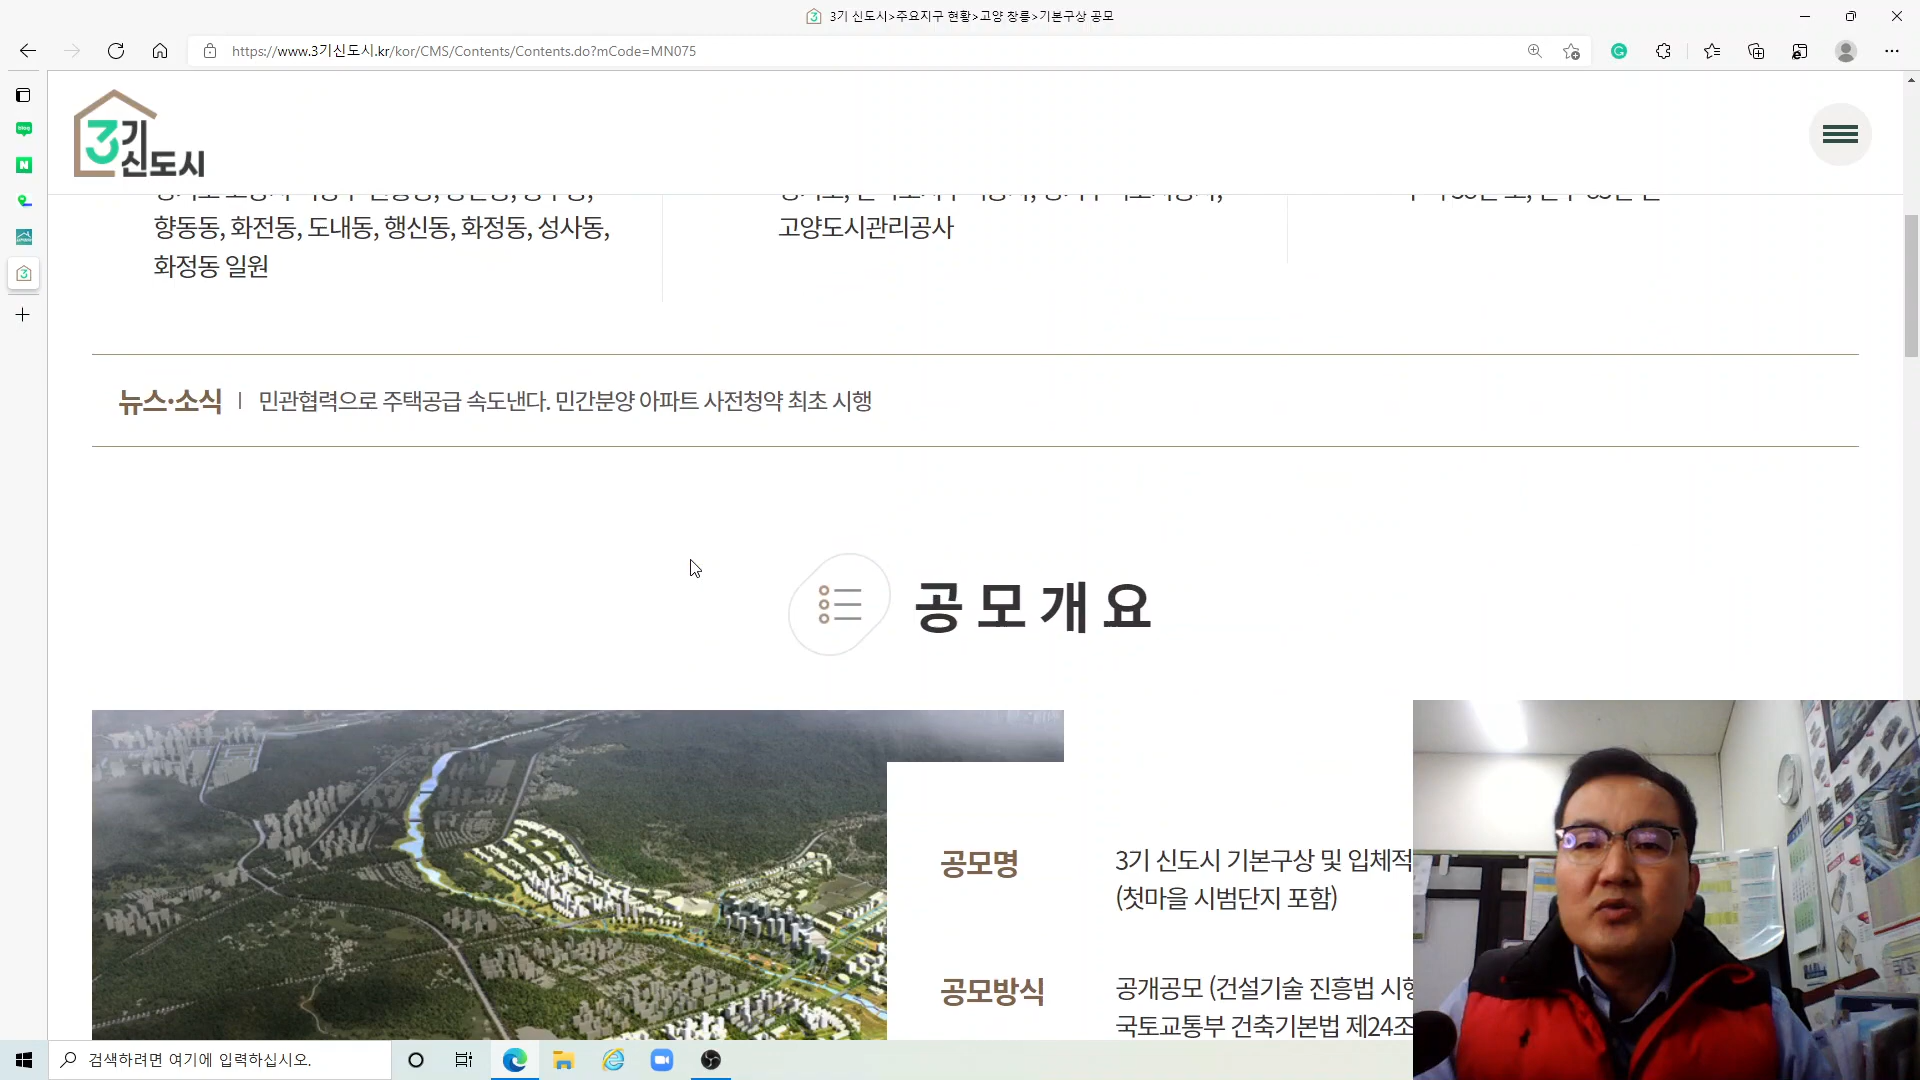 3기 신도시>주요지구 현황>고양 창릉>기본구상 공모
https://www.3기신도시.kr/kor/CMS/Contents/Contents.do?mCode=MN075
3기
신도시
향동동, 화전동, 도내동, 행신동, 화정동, 성사동,
화정동 일원
고양도시관리공사
뉴스·소식 | 민관협력으로 주택공급 속도낸다. 민간분양 아파트 사전청약 최초 시행
공모개요
공모명
3기 신도시 기본구상 및 입체적
(첫마을 시범단지 포함)
공모방식
공개공모 (건설기술 진흥법 시행
국토교통부 건축기본법 제24조
검색하려면 여기에 입력하십시오.